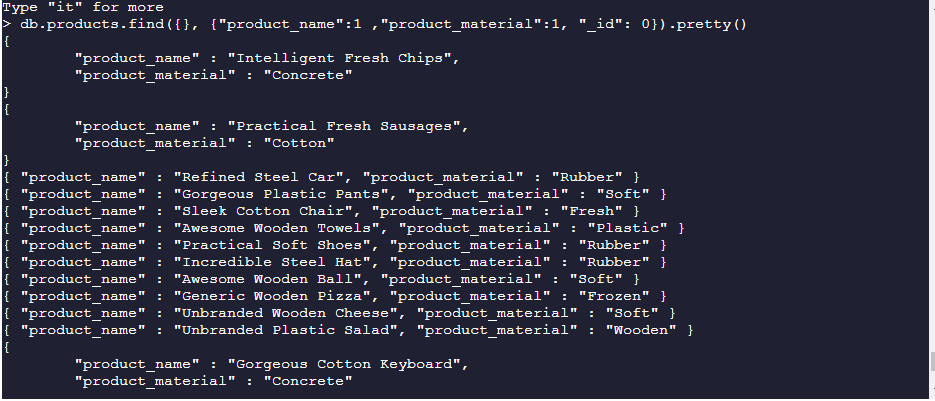 Type "it" for more
> db.products.find({}, {"product_name":1 ,"product_material":1, "_id": 0}).pretty()
{
        "product_name" : "Intelligent Fresh Chips",
        "product_material" : "Concrete"
}
{
        "product_name" : "Practical Fresh Sausages",
        "product_material" : "Cotton"
}
{ "product_name" : "Refined Steel Car", "product_material" : "Rubber" }
{ "product_name" : "Gorgeous Plastic Pants", "product_material" : "Soft" }
{ "product_name" : "Sleek Cotton Chair", "product_material" : "Fresh" }
{ "product_name" : "Awesome Wooden Towels", "product_material" : "Plastic" }
{ "product_name" : "Practical Soft Shoes", "product_material" : "Rubber" }
{ "product_name" : "Incredible Steel Hat", "product_material" : "Rubber" }
{ "product_name" : "Awesome Wooden Ball", "product_material" : "Soft" }
{ "product_name" : "Generic Wooden Pizza", "product_material" : "Frozen" }
{ "product_name" : "Unbranded Wooden Cheese", "product_material" : "Soft" }
{ "product_name" : "Unbranded Plastic Salad", "product_material" : "Wooden" }
{
        "product_name" : "Gorgeous Cotton Keyboard",
        "product_material" : "Concrete"